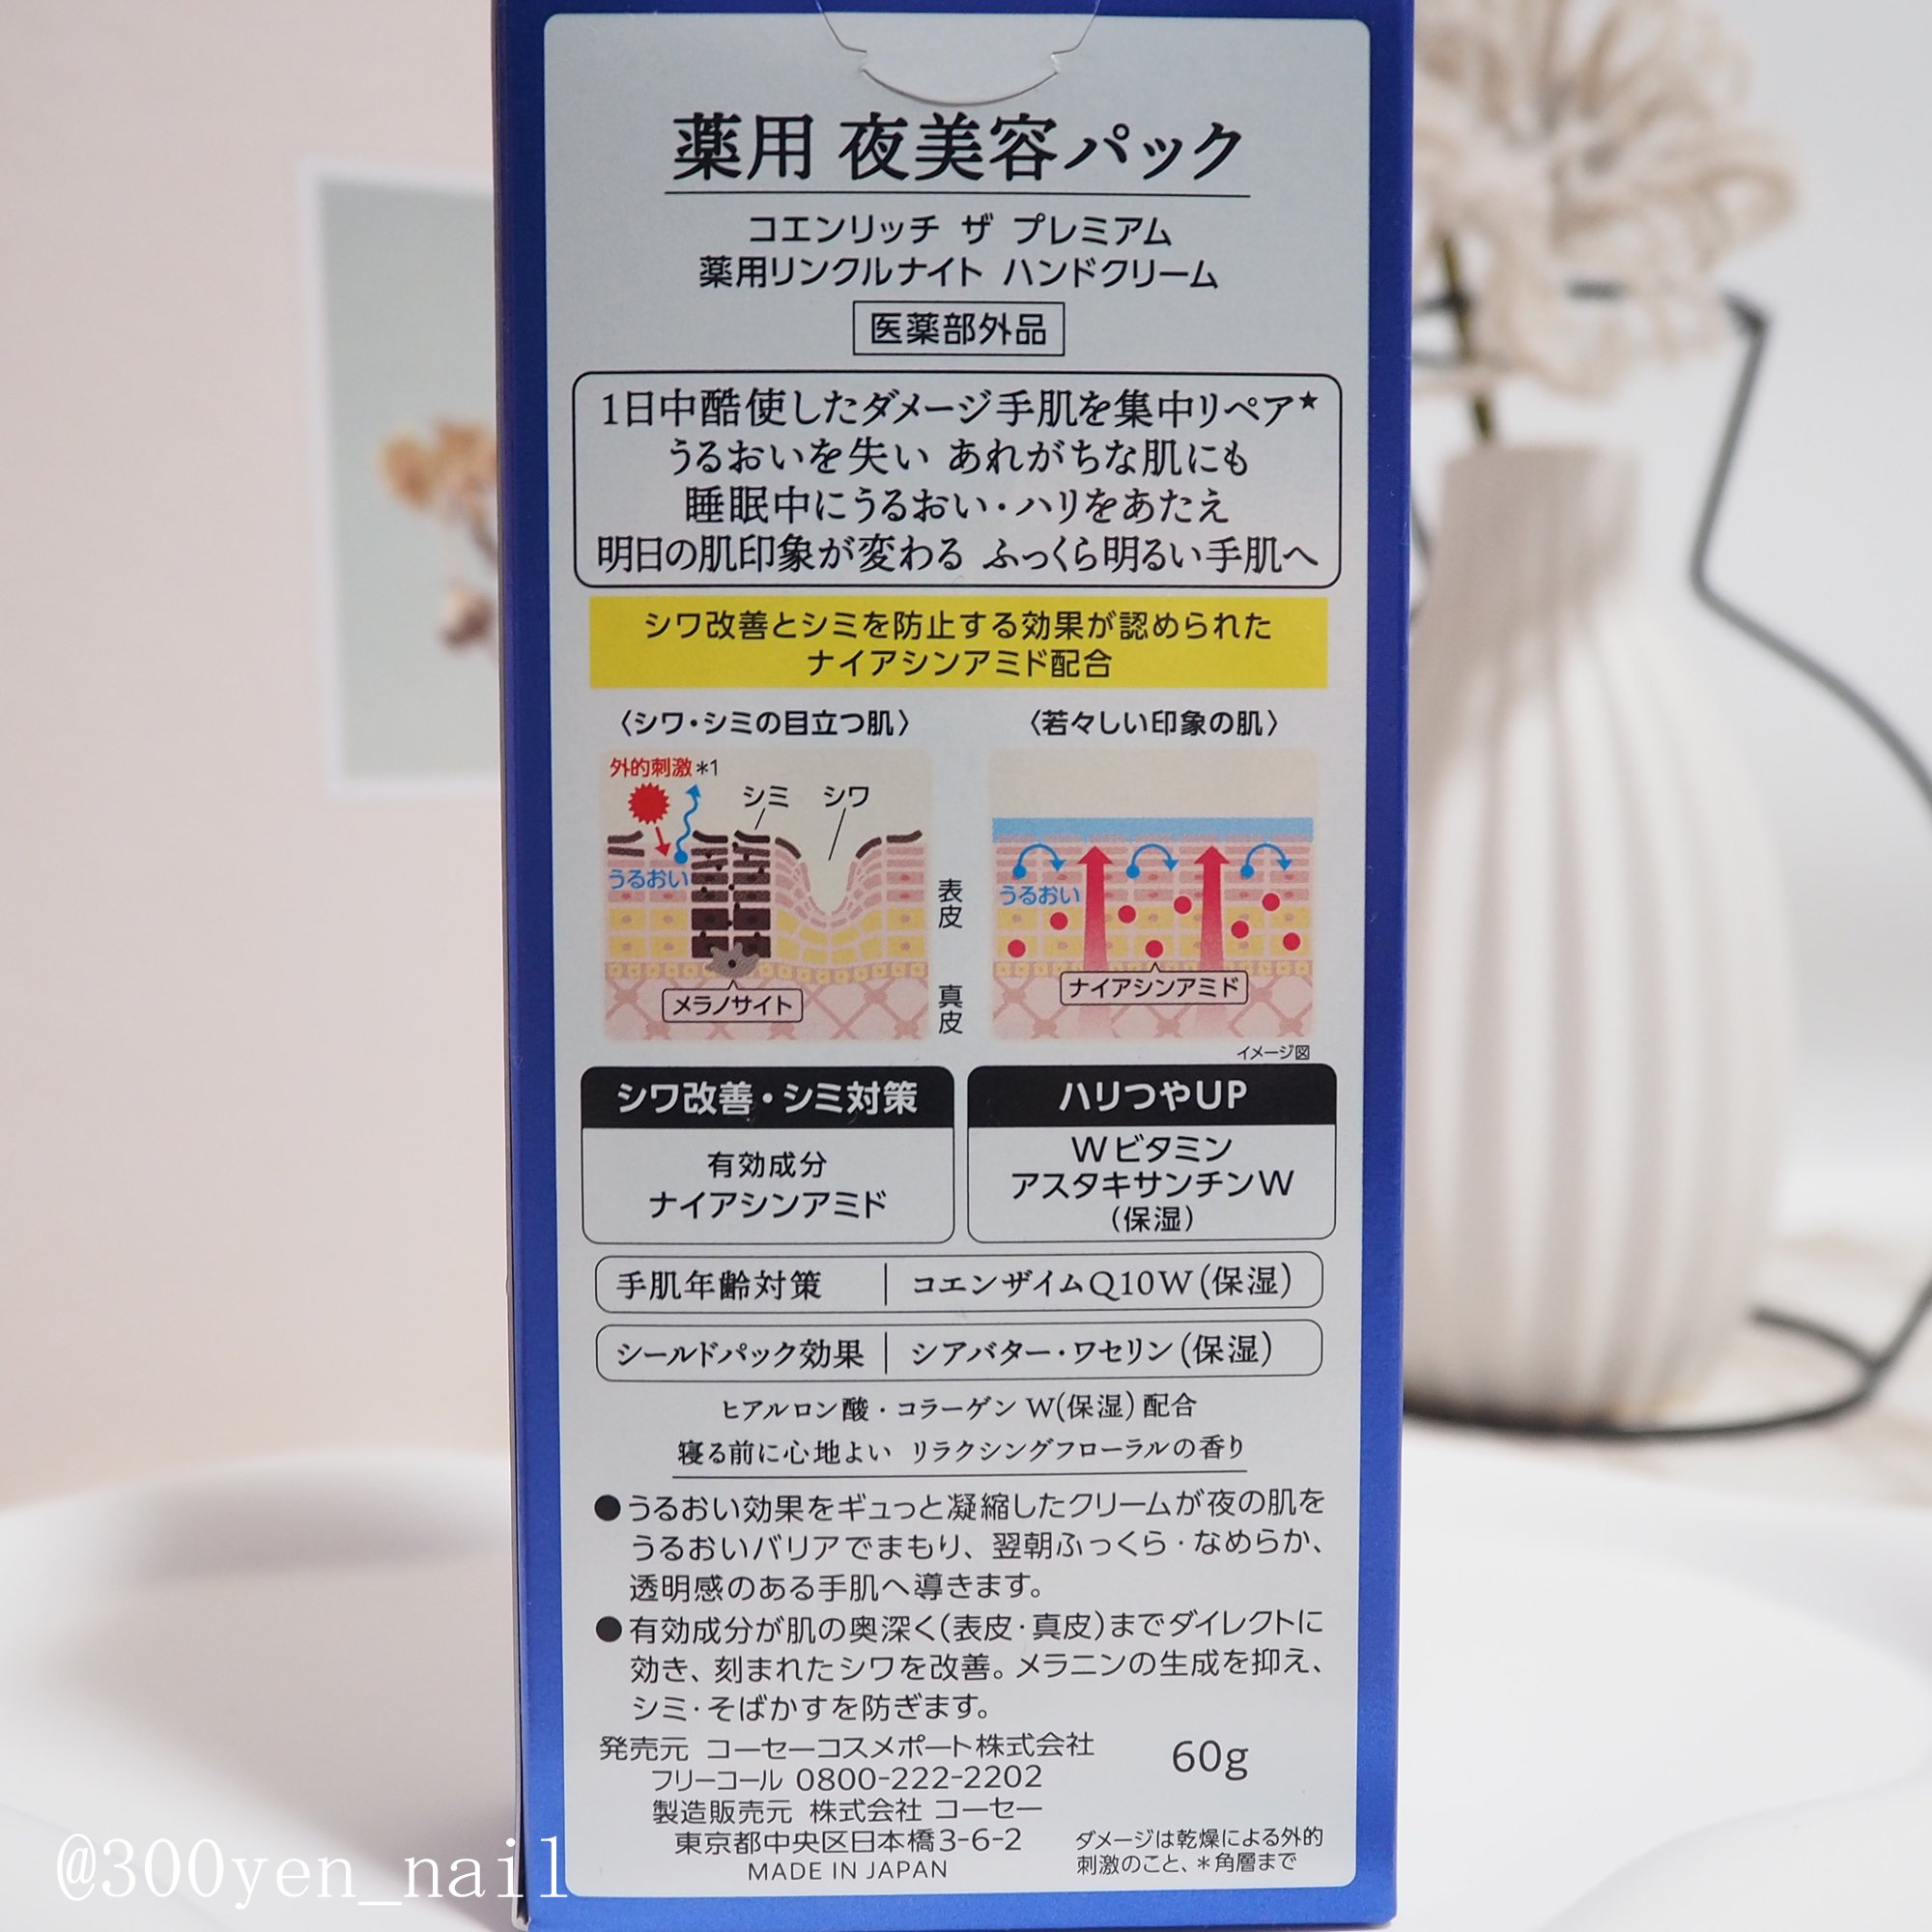 薬用 夜美容パック
コエンリッチ ザ プレミアム
薬用リンクルナイト ハンドクリーム
医薬部外品
1日中酷使したダメージ手肌を集中リペア★
うるおいを失い あれがちな肌にも
睡眠中にうるおい・ハリをあたえ
明日の肌印象が変わる ふっくら明るい手肌へ
シワ改善とシミを防止する効果が認められた
ナイアシンアミド配合
〈シワ・シミの目立つ肌〉
外的刺激*1
シミ シワ
うるおい
メラノサイト
表皮
真皮
〈若々しい印象の肌〉
うるおい
ナイアシンアミド
イメージ図
シワ改善・シミ対策
有効成分
ナイアシンアミド
ハリつやUP
Wビタミン
アスタキサンチンW
(保湿)
手肌年齢対策 コエンザイムQ10W(保湿)
シールドパック効果 シアバター・ワセリン(保湿)
ヒアルロン酸・コラーゲン W(保湿)配合
寝る前に心地よい リラクシングフローラルの香り
●うるおい効果をギュっと凝縮したクリームが夜の肌を
うるおいバリアでまもり、翌朝ふっくら・なめらか、
透明感のある手肌へ導きます。
●有効成分が肌の奥深く(表皮・真皮)までダイレクトに
効き、刻まれたシワを改善。メラニンの生成を抑え、
シミ・そばかすを防ぎます。
発売元 コーセーコスメポート株式会社
フリーコール 0800-222-2202
製造販売元 株式会社 コーセー
東京都中央区日本橋3-6-2
MADE IN JAPAN
60g
ダメージは乾燥による外的
刺激のこと、*角層まで
@300yen_nail